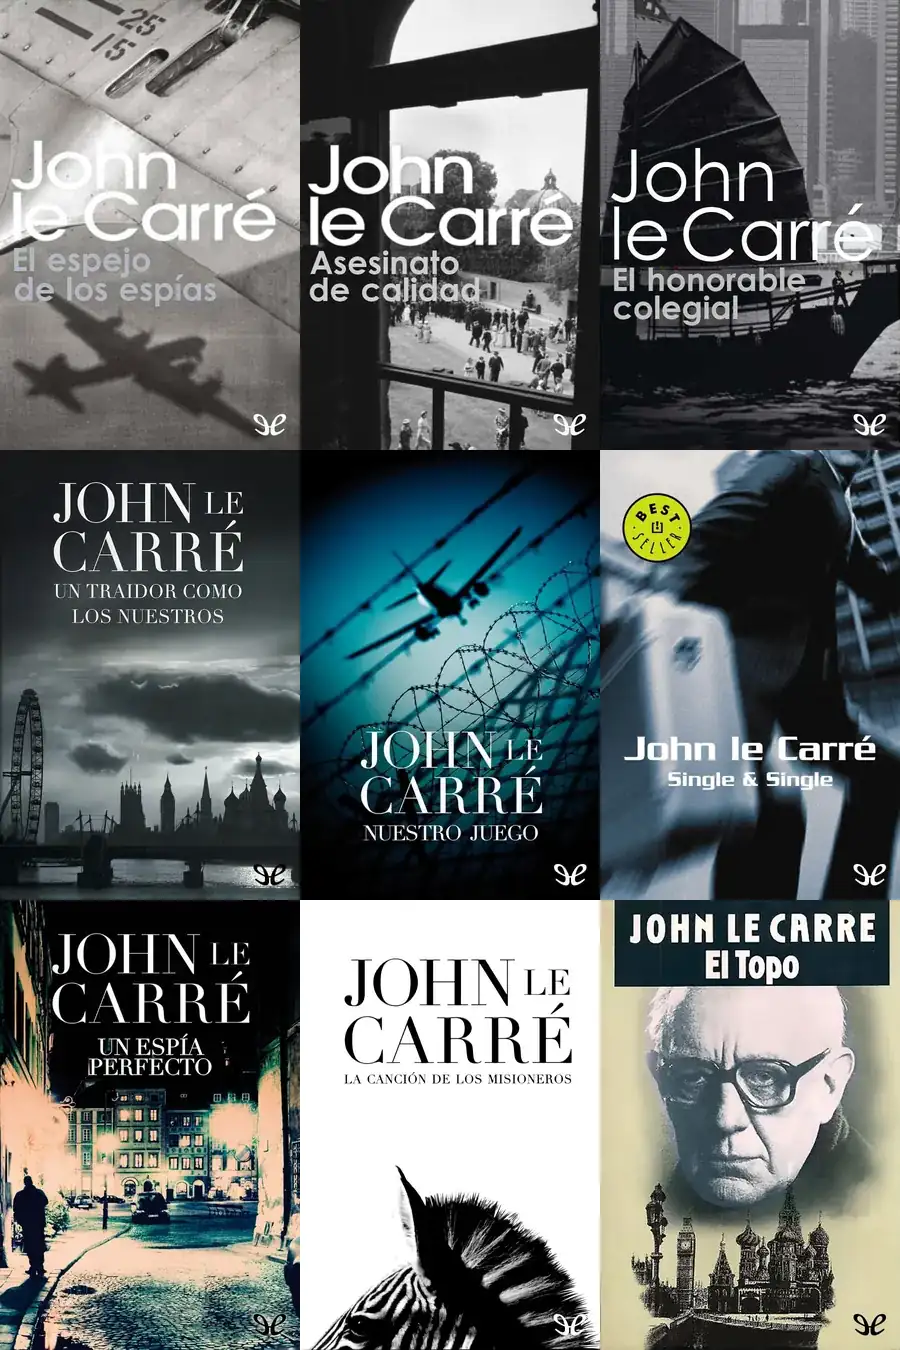 25
15
John
le Carré
El espejo
de los espías
John
le Carré
Asesinato
de calidad
John
le Carré
El honorable
colegial
JOHN LE
CARRÉ
UN TRAIDOR COMO
LOS NUESTROS
JOHN LE
CARRÉ
NUESTRO JUEGO
BEST
SELLER
John le Carré
Single & Single
JOHN LE
CARRÉ
UN ESPÍA
PERFECTO
JOHN LE
CARRÉ
LA CANCIÓN DE LOS MISIONEROS
JOHN LE CARRE
El Topo